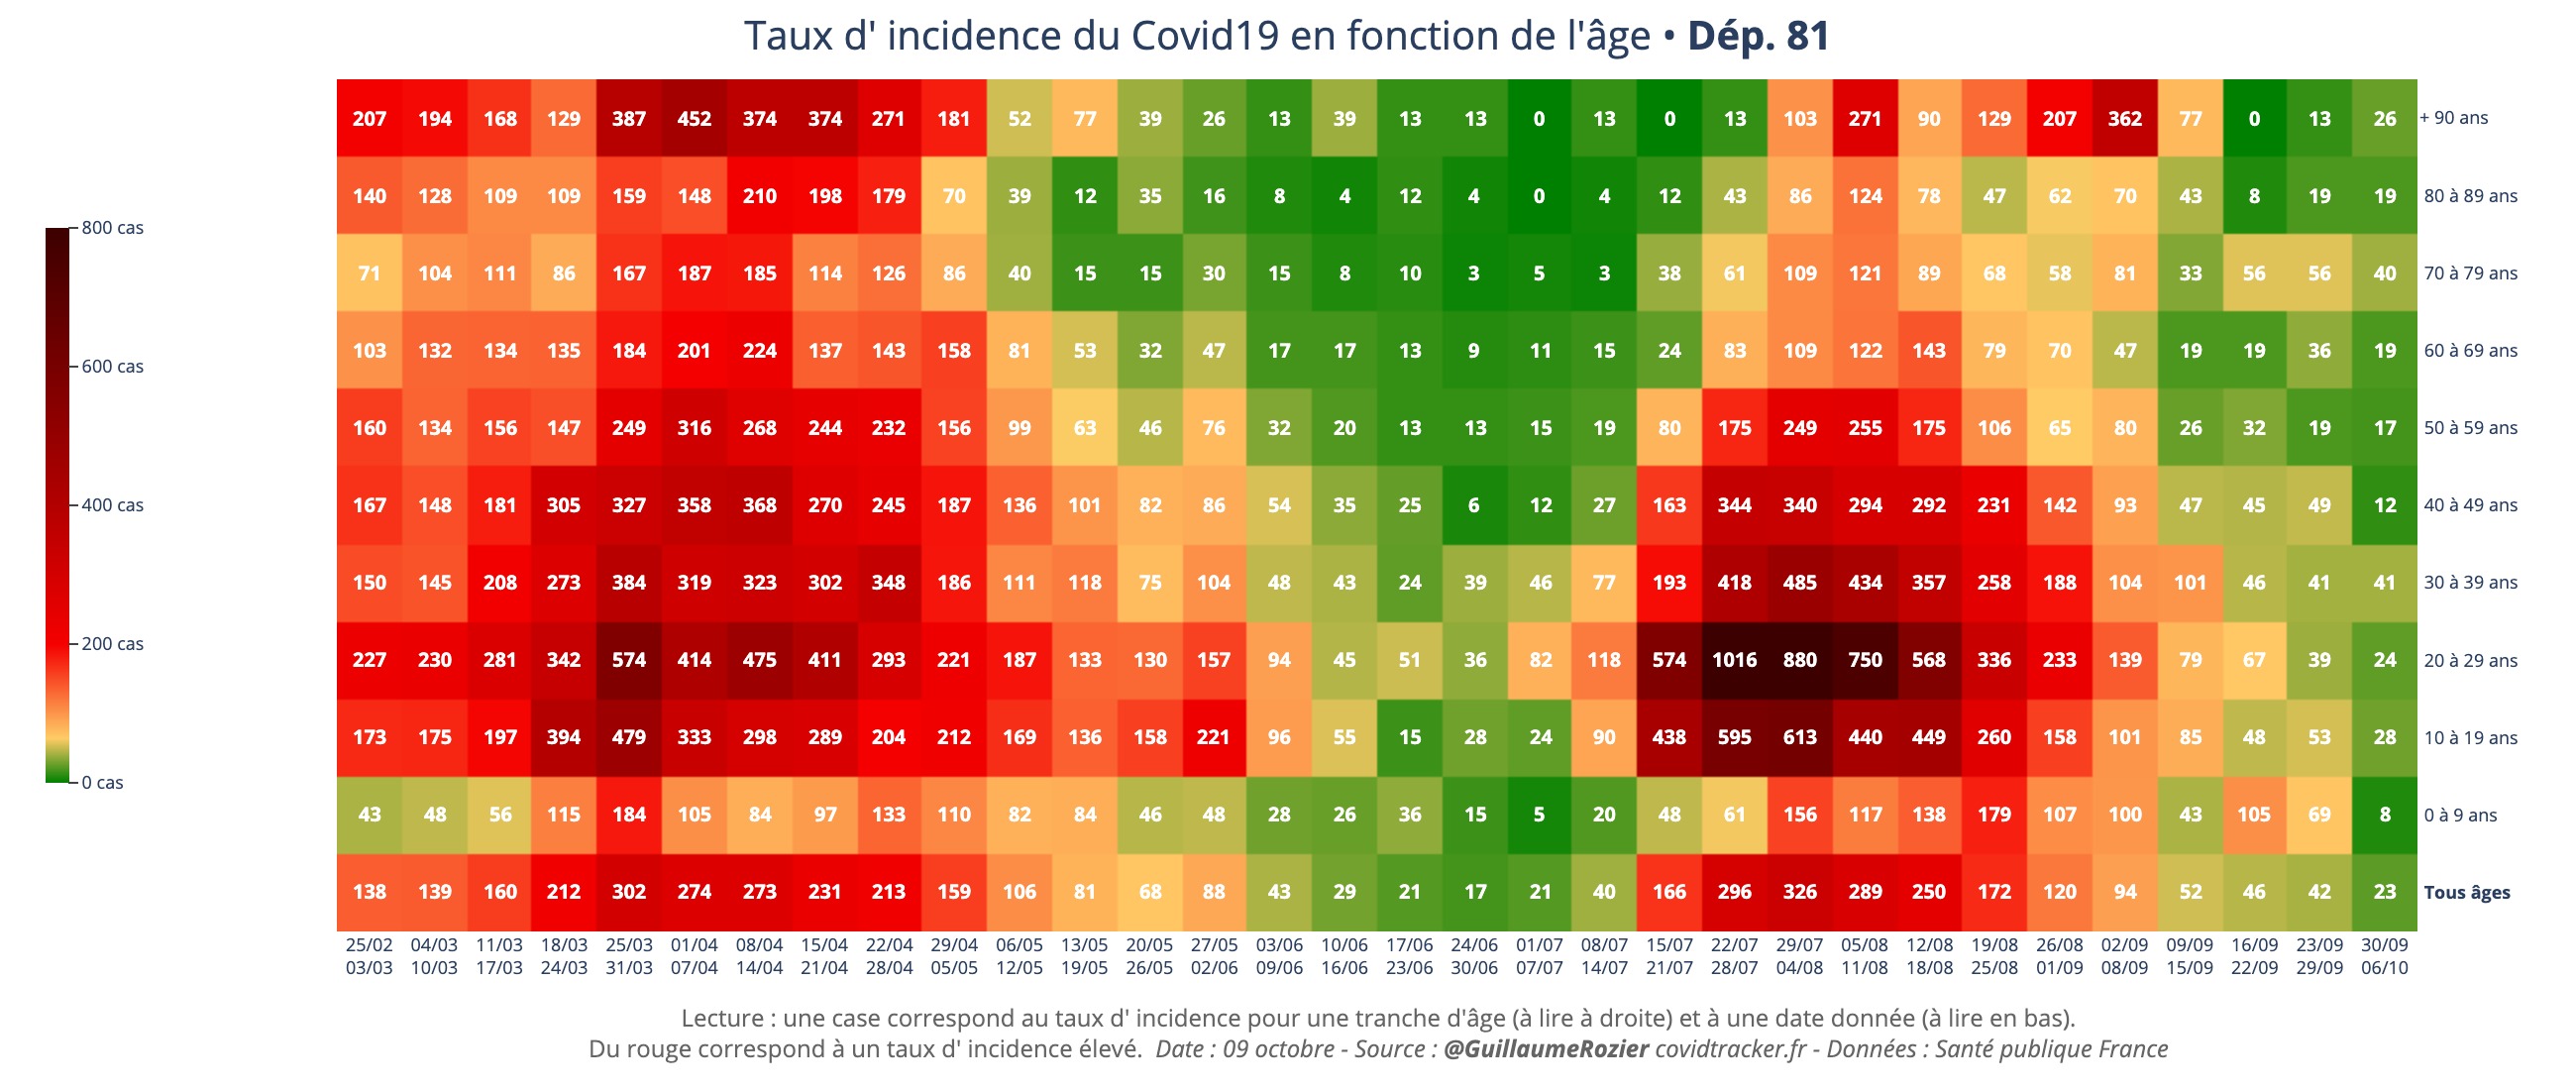 Taux d' incidence du Covid19 en fonction de l'âge • Dép. 81
800 cas
600 cas
400 cas
200 cas
0 cas
207 194 168 129 387 452 374 374 271 181 52 77 39 26 13 39 13 13 0 13 0 13 103 271 90 129 207 362 77 0 13 26 + 90 ans
140 128 109 109 159 148 210 198 179 70 39 12 35 16 8 4 12 4 0 4 12 43 86 124 78 47 62 70 43 8 19 19 80 à 89 ans
71 104 111 86 167 187 185 114 126 86 40 15 15 30 15 8 10 3 5 3 38 61 109 121 89 68 58 81 33 56 56 40 70 à 79 ans
103 132 134 135 184 201 224 137 143 158 81 53 32 47 17 17 13 9 11 15 24 83 109 122 143 79 70 47 19 19 36 19 60 à 69 ans
160 134 156 147 249 316 268 244 232 156 99 63 46 76 32 20 13 13 15 19 80 175 249 255 175 106 65 80 26 32 19 17 50 à 59 ans
167 148 181 305 327 358 368 270 245 187 136 101 82 86 54 35 25 6 12 27 163 344 340 294 292 231 142 93 47 45 49 12 40 à 49 ans
150 145 208 273 384 319 323 302 348 186 111 118 75 104 48 43 24 39 46 77 193 418 485 434 357 258 188 104 101 46 41 41 30 à 39 ans
227 230 281 342 574 414 475 411 293 221 187 133 130 157 94 45 51 36 82 118 574 1016 880 750 568 336 233 139 79 67 39 24 20 à 29 ans
173 175 197 394 479 333 298 289 204 212 169 136 158 221 96 55 15 28 24 90 438 595 613 440 449 260 158 101 85 48 53 28 10 à 19 ans
43 48 56 115 184 105 84 97 133 110 82 84 46 48 28 26 36 15 5 20 48 61 156 117 138 179 107 100 43 105 69 8 0 à 9 ans
138 139 160 212 302 274 273 231 213 159 106 81 68 88 43 29 21 17 21 40 166 296 326 289 250 172 120 94 52 46 42 23 Tous âges
25/02 04/03 11/03 18/03 25/03 01/04 08/04 15/04 22/04 29/04 06/05 13/05 20/05 27/05 03/06 10/06 17/06 24/06 01/07 08/07 15/07 22/07 29/07 05/08 12/08 19/08 26/08 02/09 09/09 16/09 23/09 30/09
03/03 10/03 17/03 24/03 31/03 07/04 14/04 21/04 28/04 05/05 12/05 19/05 26/05 02/06 09/06 16/06 23/06 30/06 07/07 14/07 21/07 28/07 04/08 11/08 18/08 25/08 01/09 08/09 15/09 22/09 29/09 06/10
Lecture : une case correspond au taux d' incidence pour une tranche d'âge (à lire à droite) et à une date donnée (à lire en bas).
Du rouge correspond à un taux d' incidence élevé. Date : 09 octobre - Source : @GuillaumeRozier covidtracker.fr - Données : Santé publique France